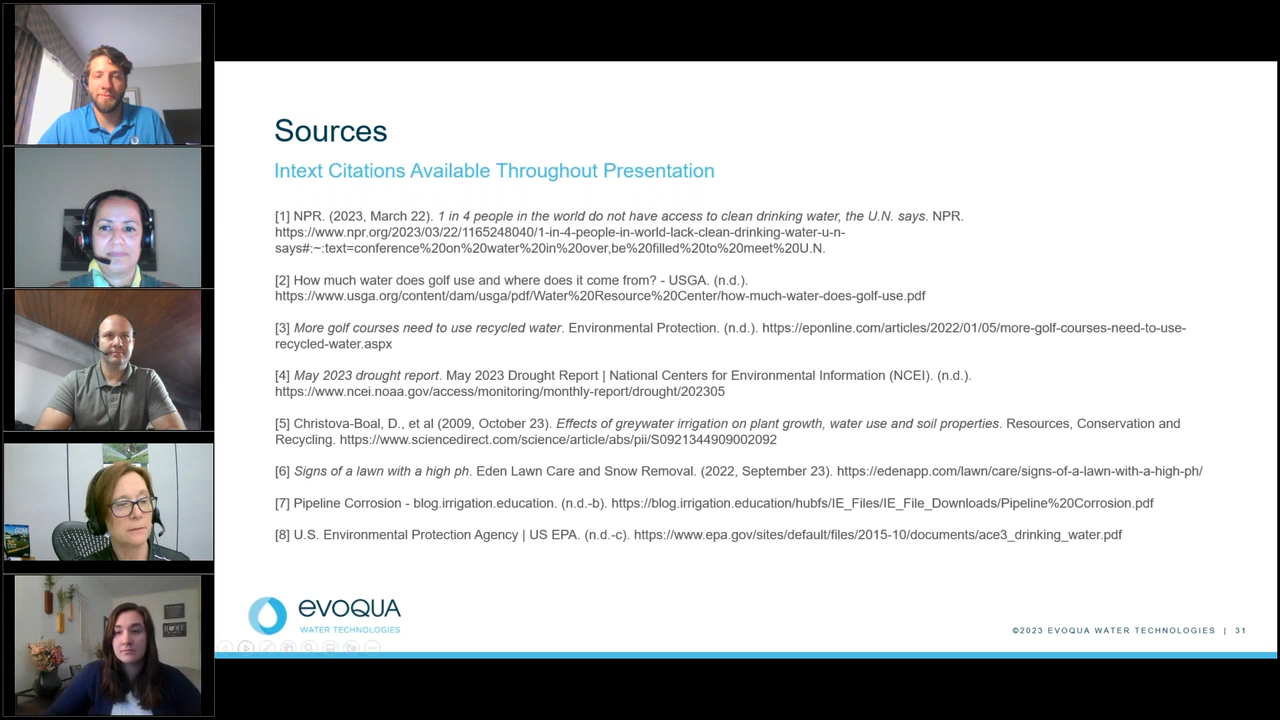 Sources
Intext Citations Available Throughout Presentation
[1] NPR. (2023, March 22). 1 in 4 people in the world do not have access to clean drinking water, the U.N. says. NPR.
https://www.npr.org/2023/03/22/1165248040/1-in-4-people-in-world-lack-clean-drinking-water-u-n-
says#:~:text=conference%20on%20water%20in%20over,be%20filled%20to%20meet%20U.N.
[2] How much water does golf use and where does it come from? - USGA. (n.d.).
https://www.usga.org/content/dam/usga/pdf/Water%20Resource%20Center/how-much-water-does-golf-use.pdf
[3] More golf courses need to use recycled water. Environmental Protection. (n.d.). https://eponline.com/articles/2022/01/05/more-golf-courses-need-to-use-
recycled-water.aspx
[4] May 2023 drought report. May 2023 Drought Report | National Centers for Environmental Information (NCEI). (n.d.).
https://www.ncei.noaa.gov/access/monitoring/monthly-report/drought/202305
[5] Christova-Boal, D., et al (2009, October 23). Effects of greywater irrigation on plant growth, water use and soil properties. Resources, Conservation and
Recycling. https://www.sciencedirect.com/science/article/abs/pii/S0921344909002092
[6] Signs of a lawn with a high ph. Eden Lawn Care and Snow Removal. (2022, September 23). https://edenapp.com/lawn/care/signs-of-a-lawn-with-a-high-ph/
[7] Pipeline Corrosion - blog.irrigation.education. (n.d.-b). https://blog.irrigation.education/hubfs/IE_Files/IE_File_Downloads/Pipeline%20Corrosion.pdf
[8] U.S. Environmental Protection Agency | US EPA. (n.d.-c). https://www.epa.gov/sites/default/files/2015-10/documents/ace3_drinking_water.pdf
evoQUA
WATER TECHNOLOGIES
©2023 EVOQUA WATER TECHNOLOGIES | 31
HOME